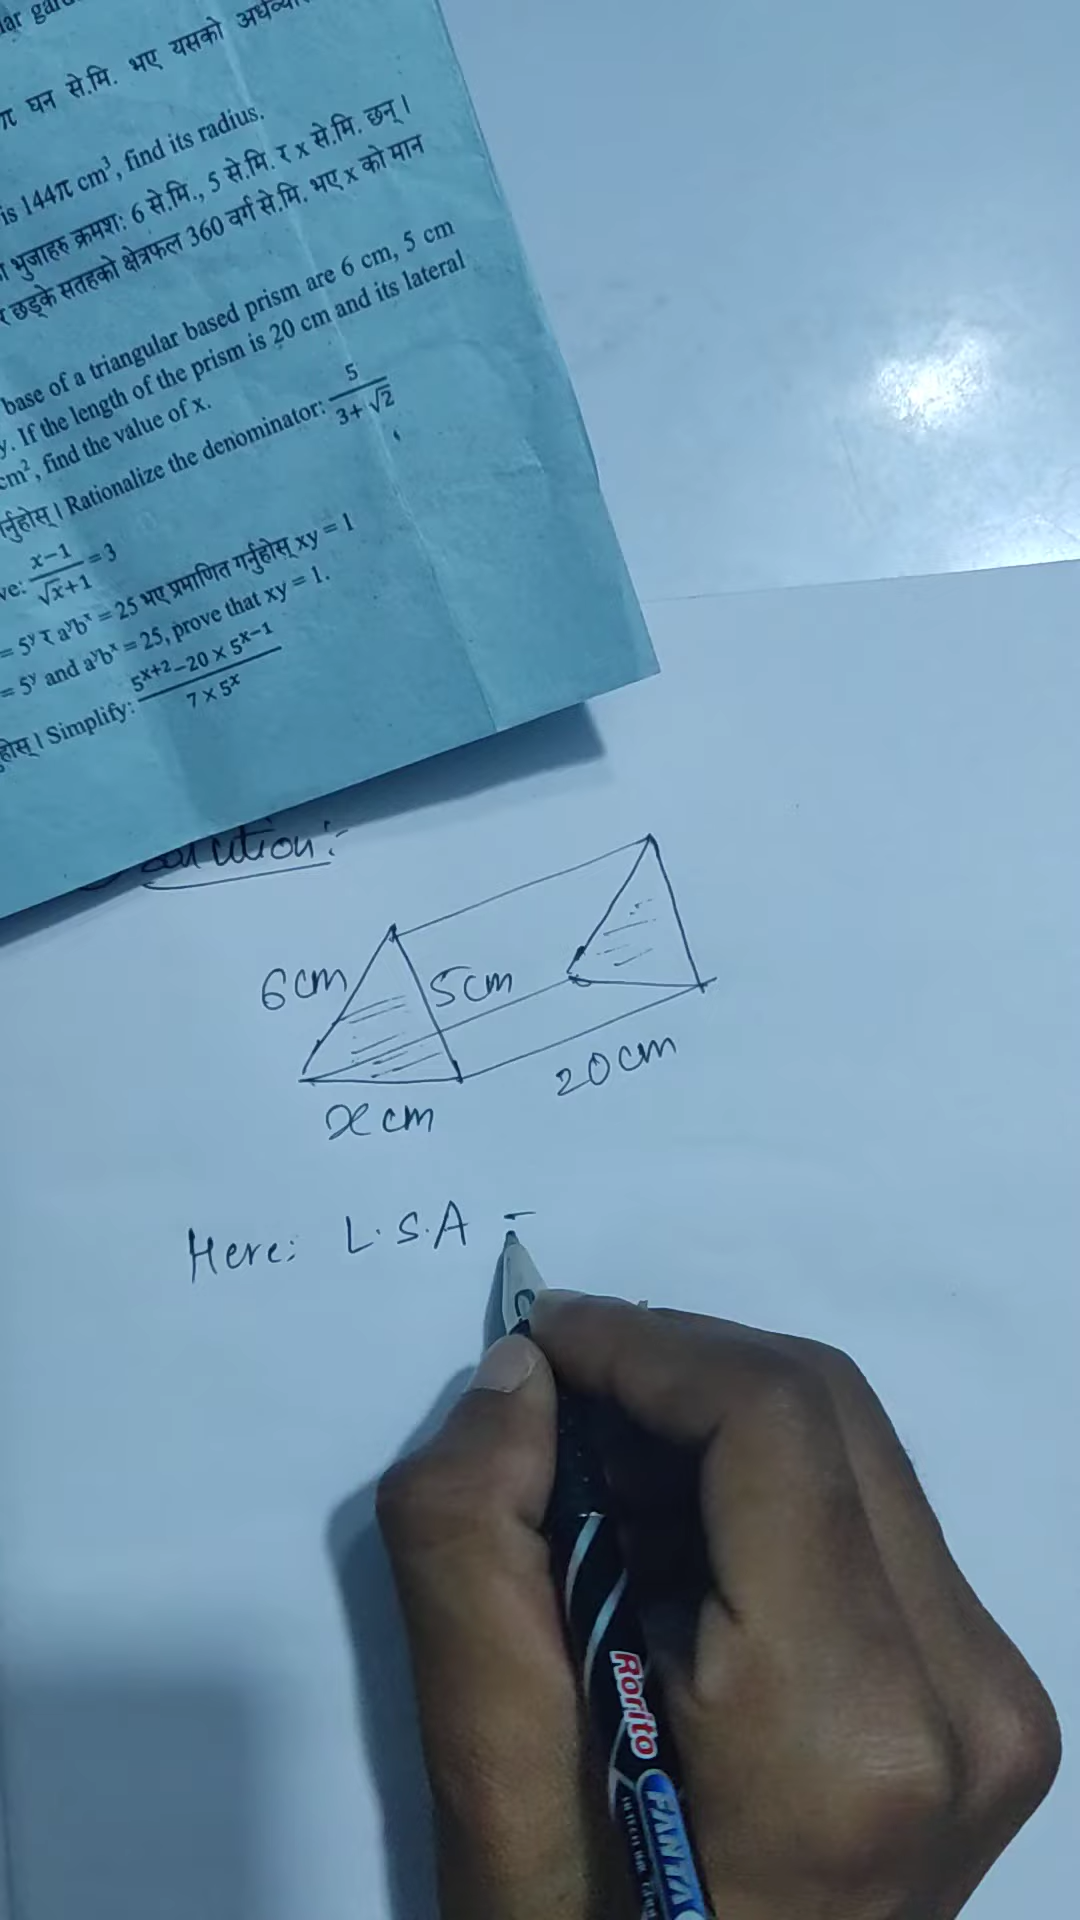 π घन से.मि. भए यसको
is 144π cm³, find its radius.
भुजाहरु क्रमश: 6 से.मि., 5 से.मि. र x से.मि. छन् ।
र छड्के सतहको क्षेत्रफल 360 वर्ग से.मि. भए x को मान
base of a triangular based prism are 6 cm, 5 cm
y. If the length of the prism is 20 cm and its lateral
cm², find the value of x.
र्नुहोस् । Rationalize the denominator: 5/(3+√2)
ve: (x−1)/(√x+1) = 3
= 5ʸ र aʸbˣ = 25 भए प्रमाणित गर्नुहोस् xy = 1
= 5ʸ and aʸbˣ = 25, prove that xy = 1.
होस् । Simplify: (5ˣ⁺²−20×5ˣ⁻¹)/(7×5ˣ)
Solution:-
6cm 5cm
20cm
x cm
Here; L.S.A =
Rorito
FANTA